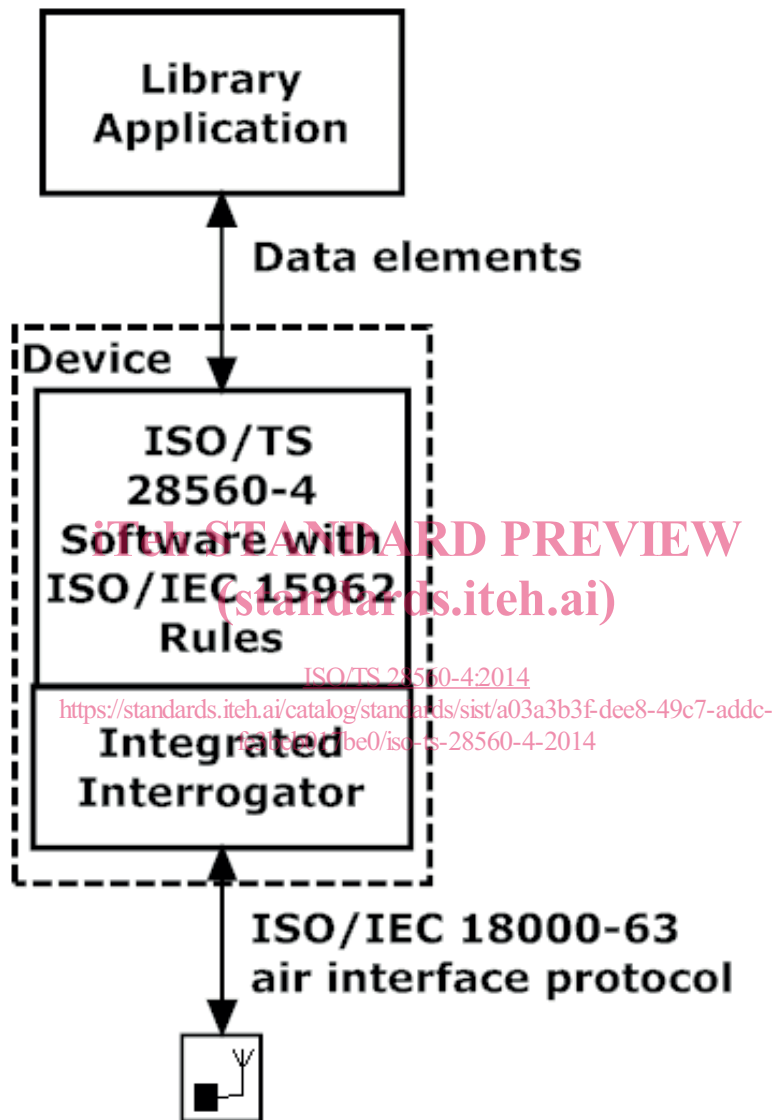 Library
Application
Data elements
Device
ISO/TS
28560-4
iTeh STANDARD PREVIEW
Software with
ISO/IEC 15962
(standards.iteh.ai)
Rules
ISO/TS 28560-4:2014
https://standards.iteh.ai/catalog/standards/sist/a03a3b3f-dee8-49c7-addc-
Integrated
be0/iso-ts-28560-4-2014
Interrogator
ISO/IEC 18000-63
air interface protocol